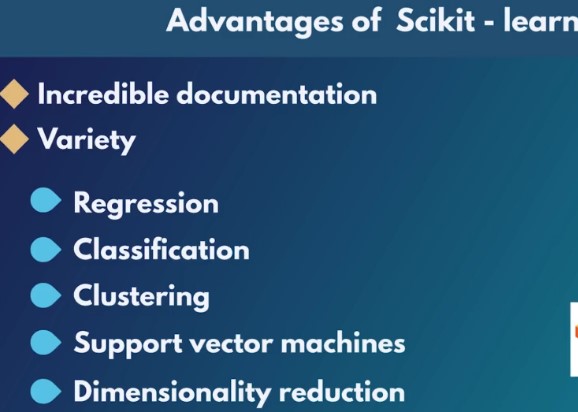 Advantages of Scikit - learn
Incredible documentation
Variety
Regression
Classification
Clustering
Support vector machines
Dimensionality reduction